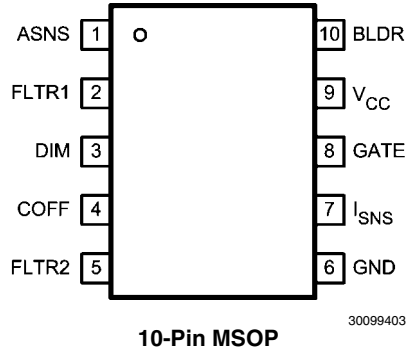 ASNS 1 10 BLDR
FLTR1 2 9 VCC
DIM 3 8 GATE
COFF 4 7 ISNS
FLTR2 5 6 GND
30099403
10-Pin MSOP